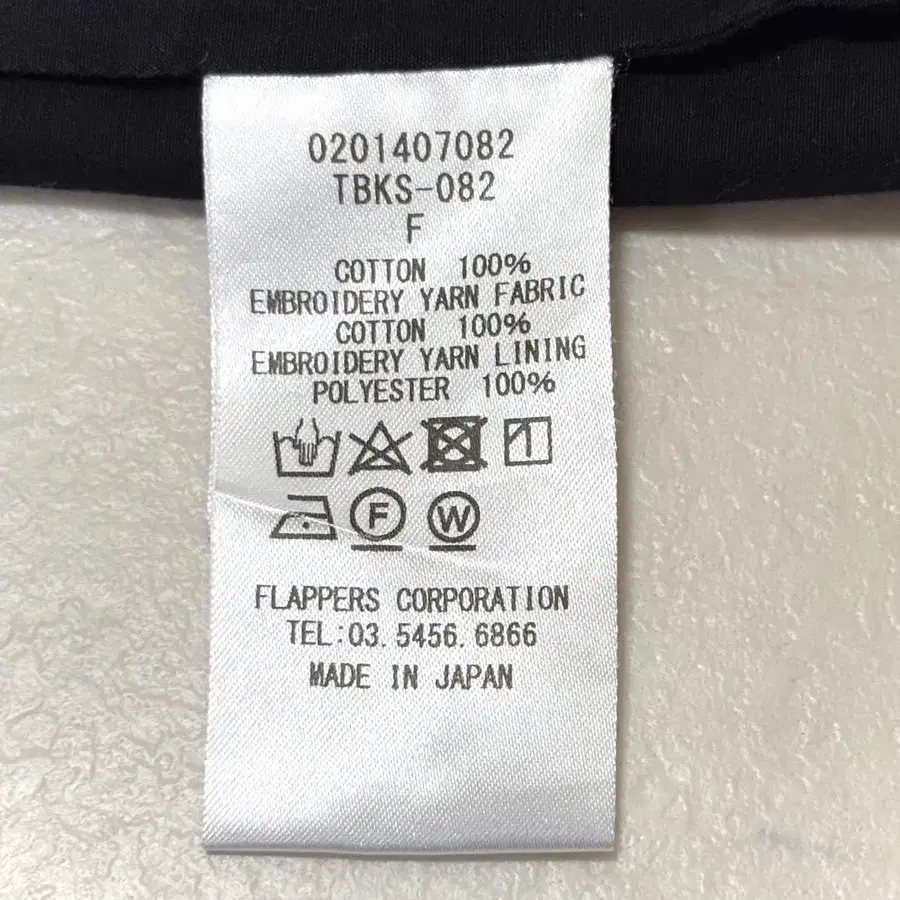 0201407082
TBKS-082
F
COTTON 100%
EMBROIDERY YARN FABRIC
COTTON 100%
EMBROIDERY YARN LINING
POLYESTER 100%
F W
FLAPPERS CORPORATION
TEL:03.5456.6866
MADE IN JAPAN